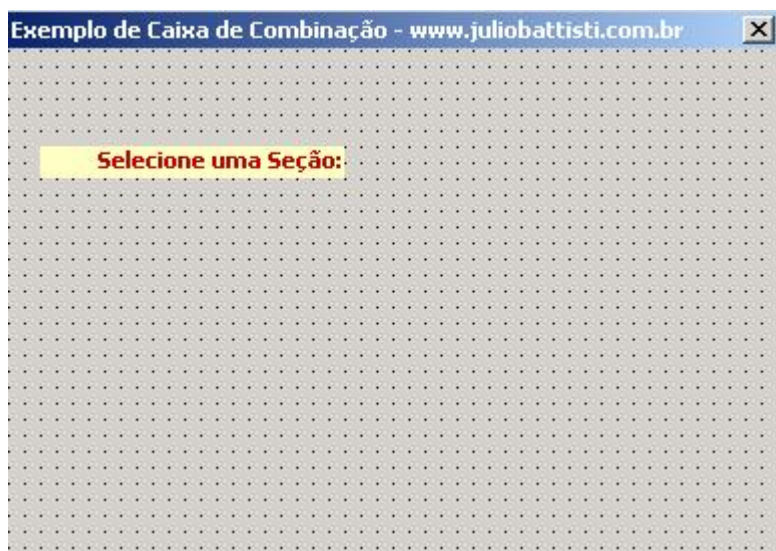 Exemplo de Caixa de Combinação - www.juliobattisti.com.br
Selecione uma Seção: